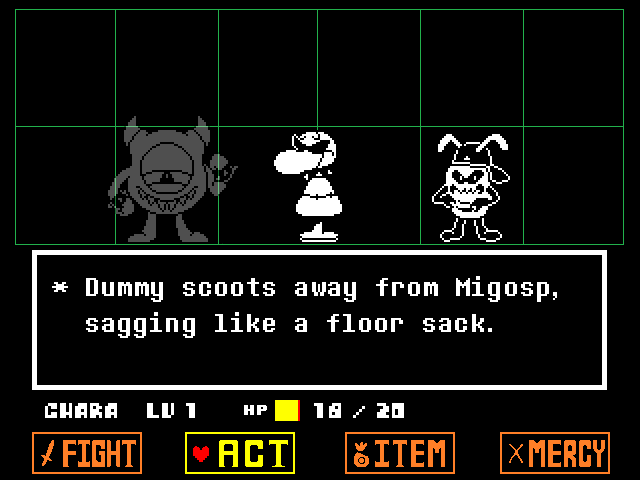 * Dummy scoots away from Migosp,
sagging like a floor sack.
CHARA LV 1 HP 18 / 20
FIGHT ACT ITEM MERCY